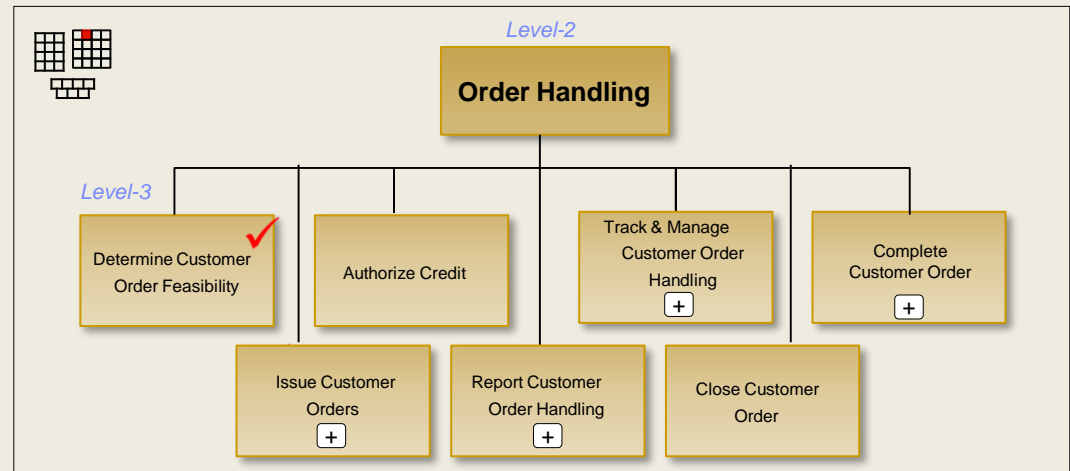 Level-2
Order Handling
Level-3
Determine Customer
Order Feasibility
Authorize Credit
Track & Manage
Customer Order
Handling
+
Complete
Customer Order
+
Issue Customer
Orders
+
Report Customer
Order Handling
+
Close Customer
Order